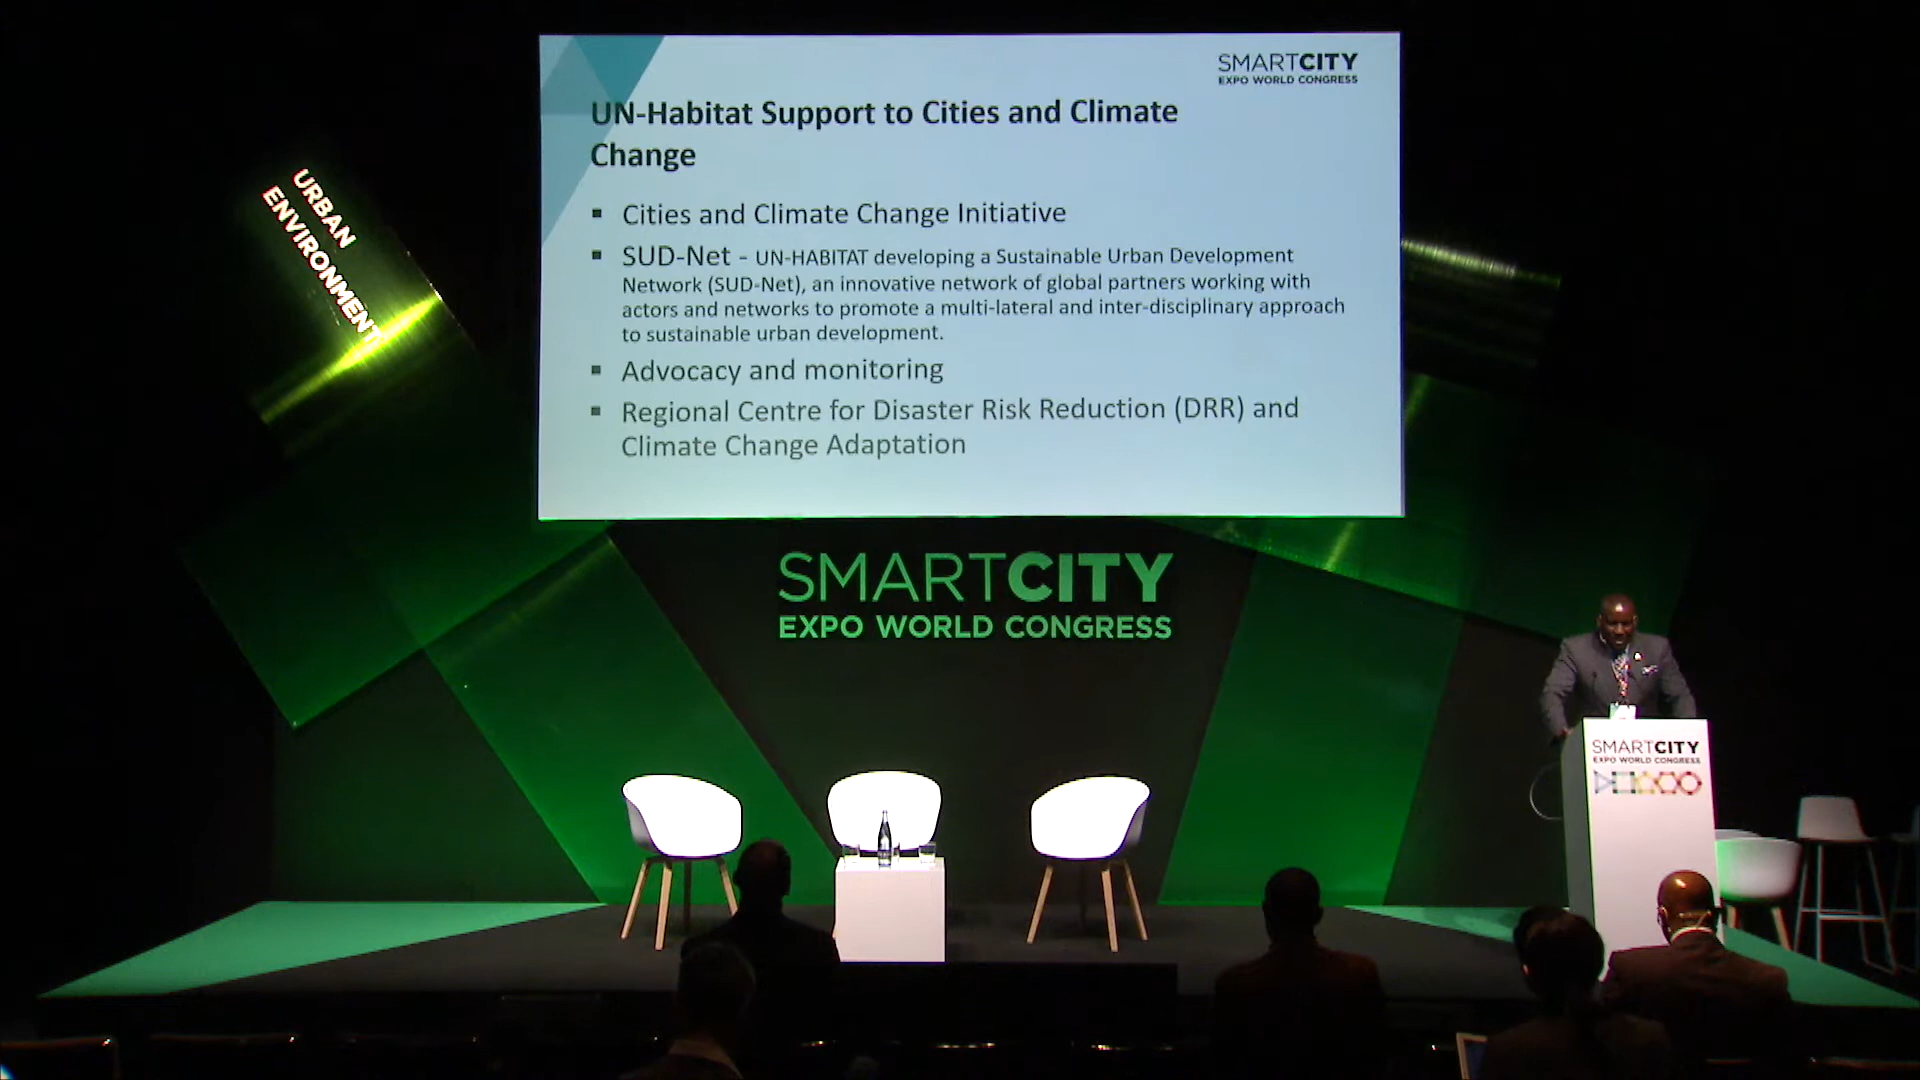 SMARTCITY
EXPO WORLD CONGRESS
UN-Habitat Support to Cities and Climate
Change
▪ Cities and Climate Change Initiative
▪ SUD-Net - UN-HABITAT developing a Sustainable Urban Development
Network (SUD-Net), an innovative network of global partners working with
actors and networks to promote a multi-lateral and inter-disciplinary approach
to sustainable urban development.
▪ Advocacy and monitoring
▪ Regional Centre for Disaster Risk Reduction (DRR) and
Climate Change Adaptation
URBAN
ENVIRONMENT
SMARTCITY
EXPO WORLD CONGRESS
SMARTCITY
EXPO WORLD CONGRESS